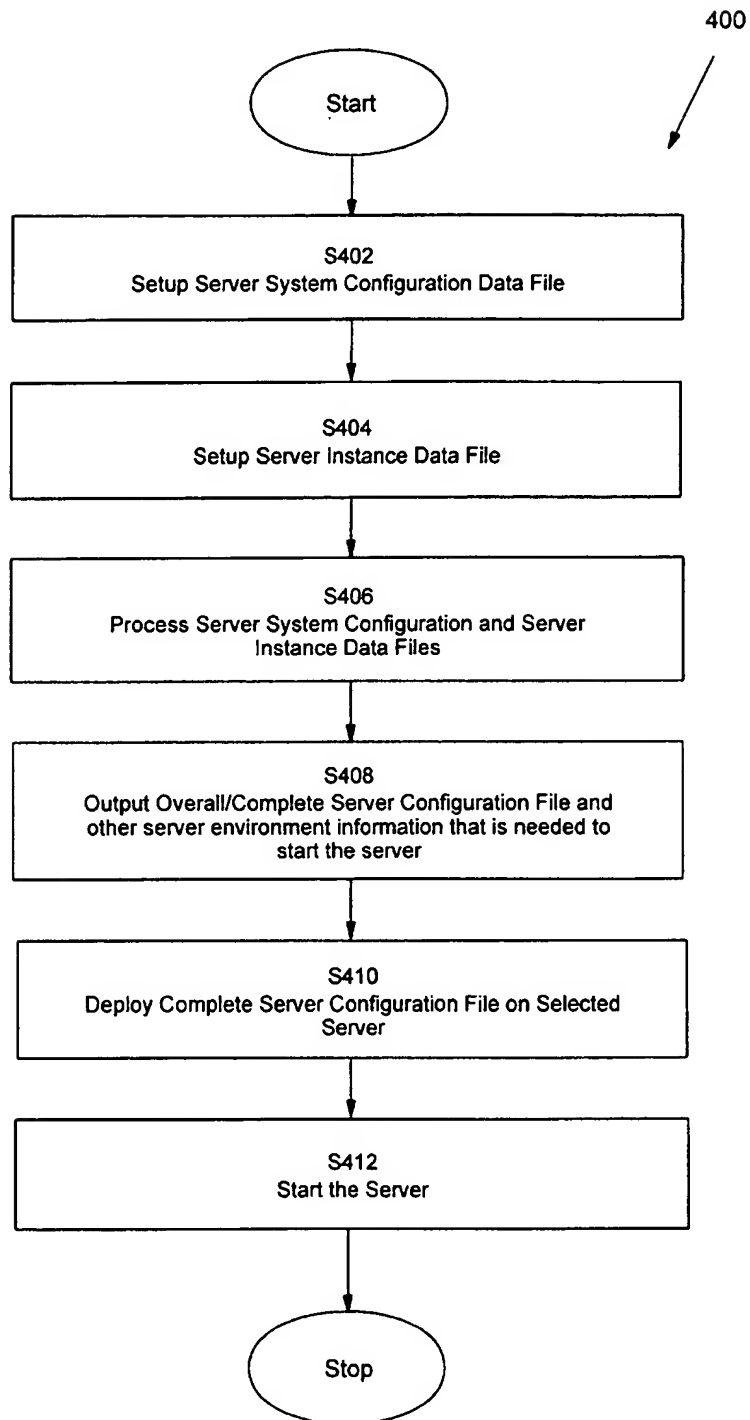 400
Start
S402
Setup Server System Configuration Data File
S404
Setup Server Instance Data File
S406
Process Server System Configuration and Server
Instance Data Files
S408
Output Overall/Complete Server Configuration File and
other server environment information that is needed to
start the server
S410
Deploy Complete Server Configuration File on Selected
Server
S412
Start the Server
Stop